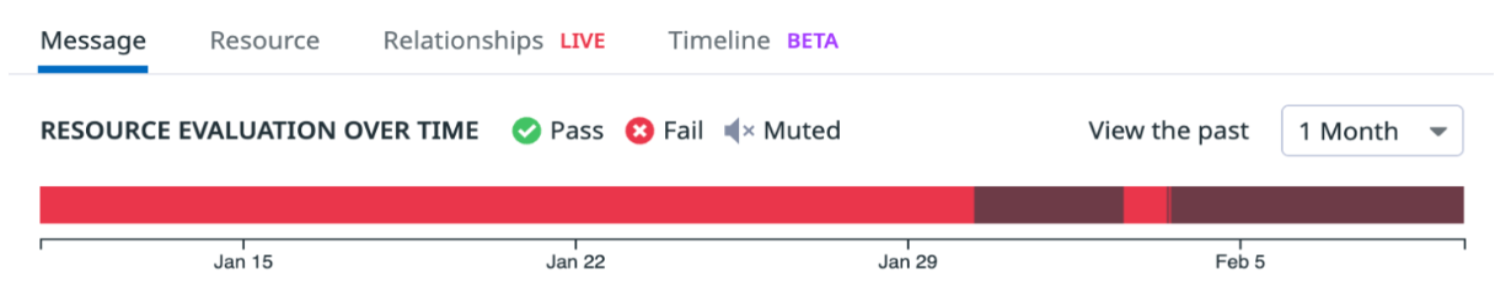 Message Resource Relationships LIVE Timeline BETA
RESOURCE EVALUATION OVER TIME Pass Fail Muted View the past 1 Month
Jan 15 Jan 22 Jan 29 Feb 5